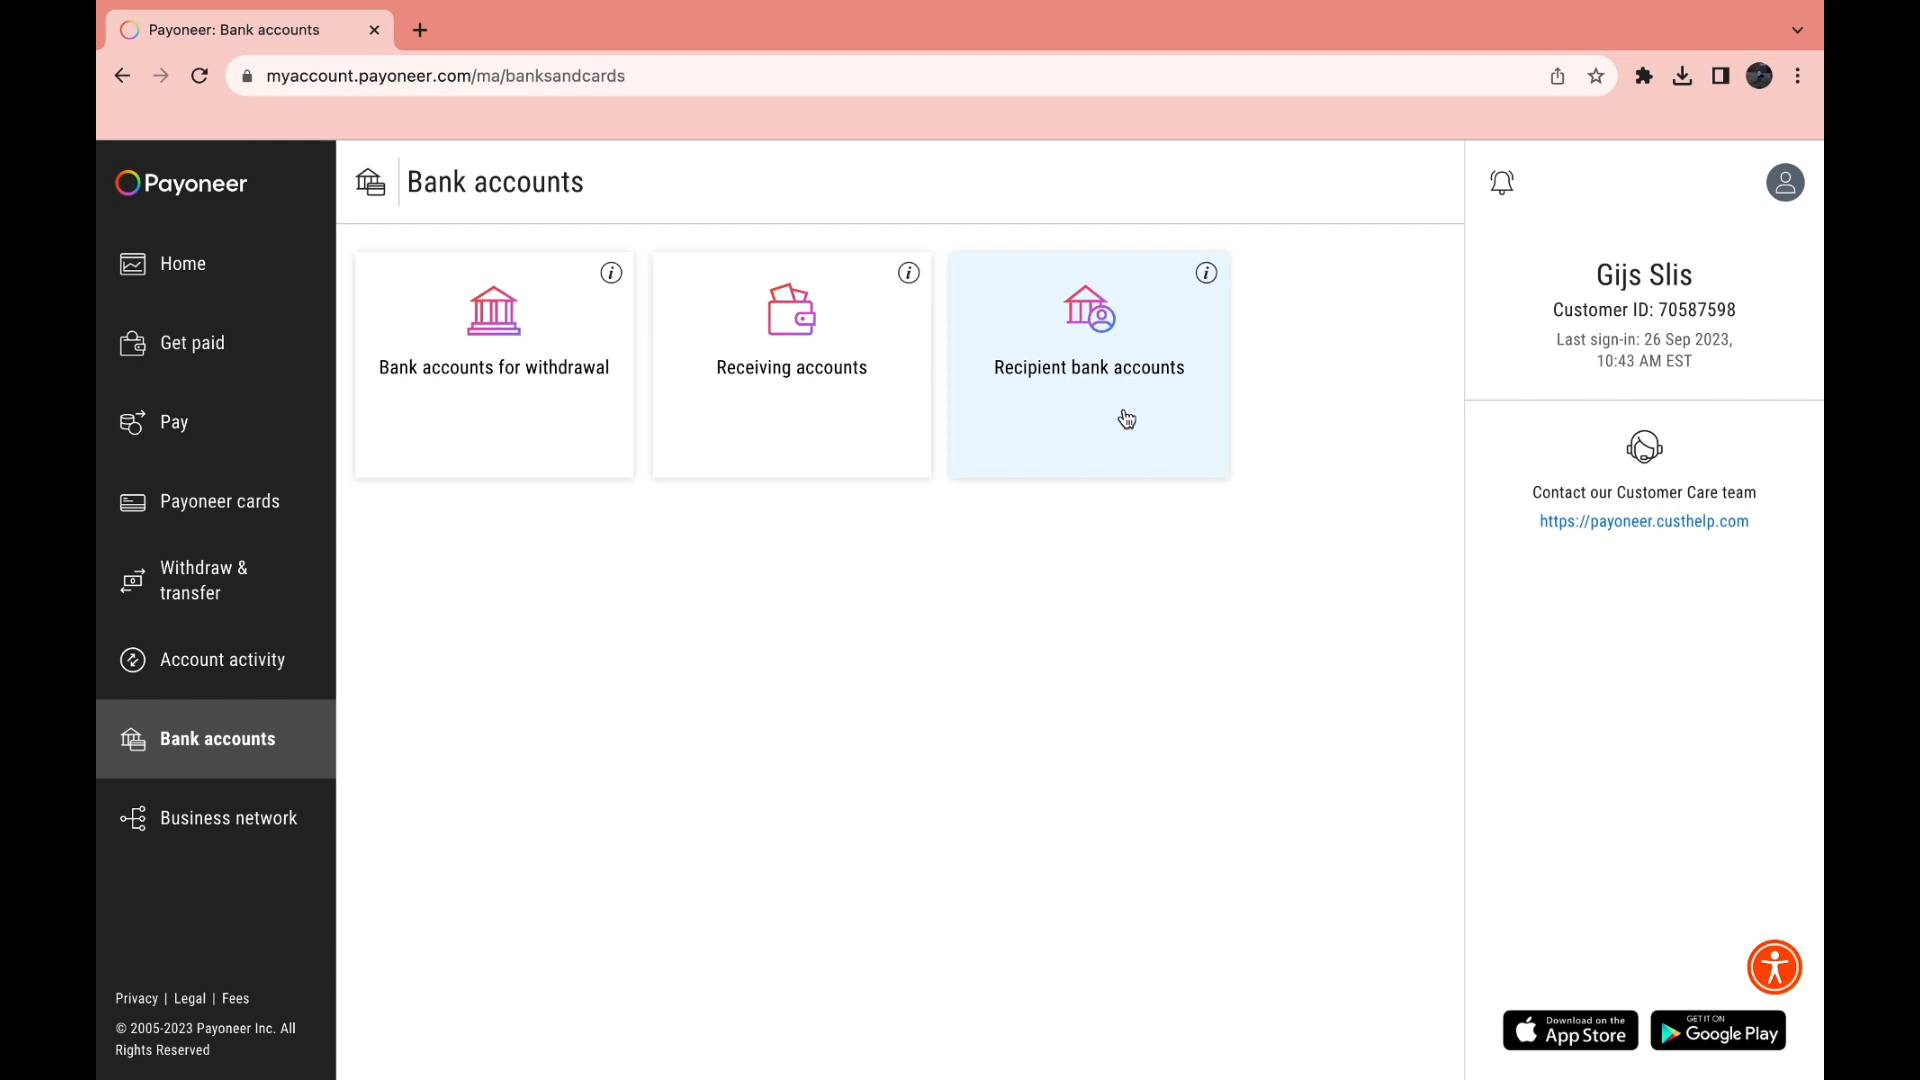 Payoneer: Bank accounts
myaccount.payoneer.com/ma/banksandcards
Payoneer
Home
Get paid
Pay
Payoneer cards
Withdraw &
transfer
Account activity
Bank accounts
Business network
Privacy | Legal | Fees
© 2005-2023 Payoneer Inc. All
Rights Reserved
Bank accounts
i
Bank accounts for withdrawal
i
Receiving accounts
i
Recipient bank accounts
Gijs Slis
Customer ID: 70587598
Last sign-in: 26 Sep 2023,
10:43 AM EST
Contact our Customer Care team
https://payoneer.custhelp.com
Download on the
App Store
GET IT ON
Google Play